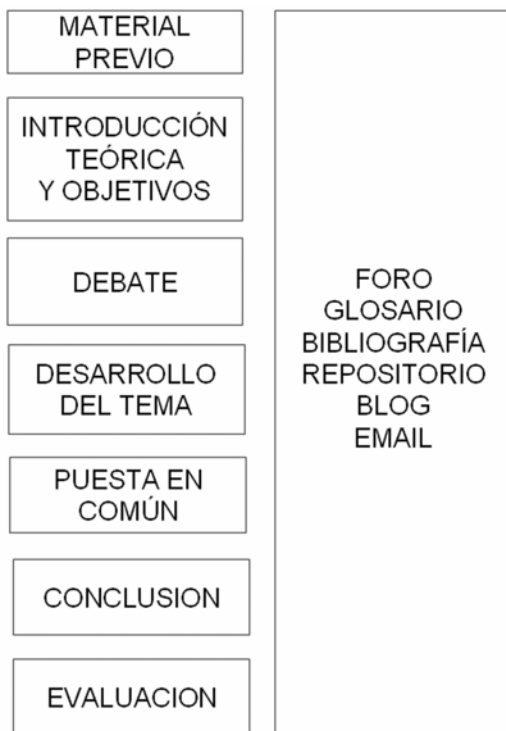 MATERIAL
PREVIO
INTRODUCCIÓN
TEÓRICA
Y OBJETIVOS
DEBATE
DESARROLLO
DEL TEMA
PUESTA EN
COMÚN
CONCLUSION
EVALUACION
FORO
GLOSARIO
BIBLIOGRAFÍA
REPOSITORIO
BLOG
EMAIL